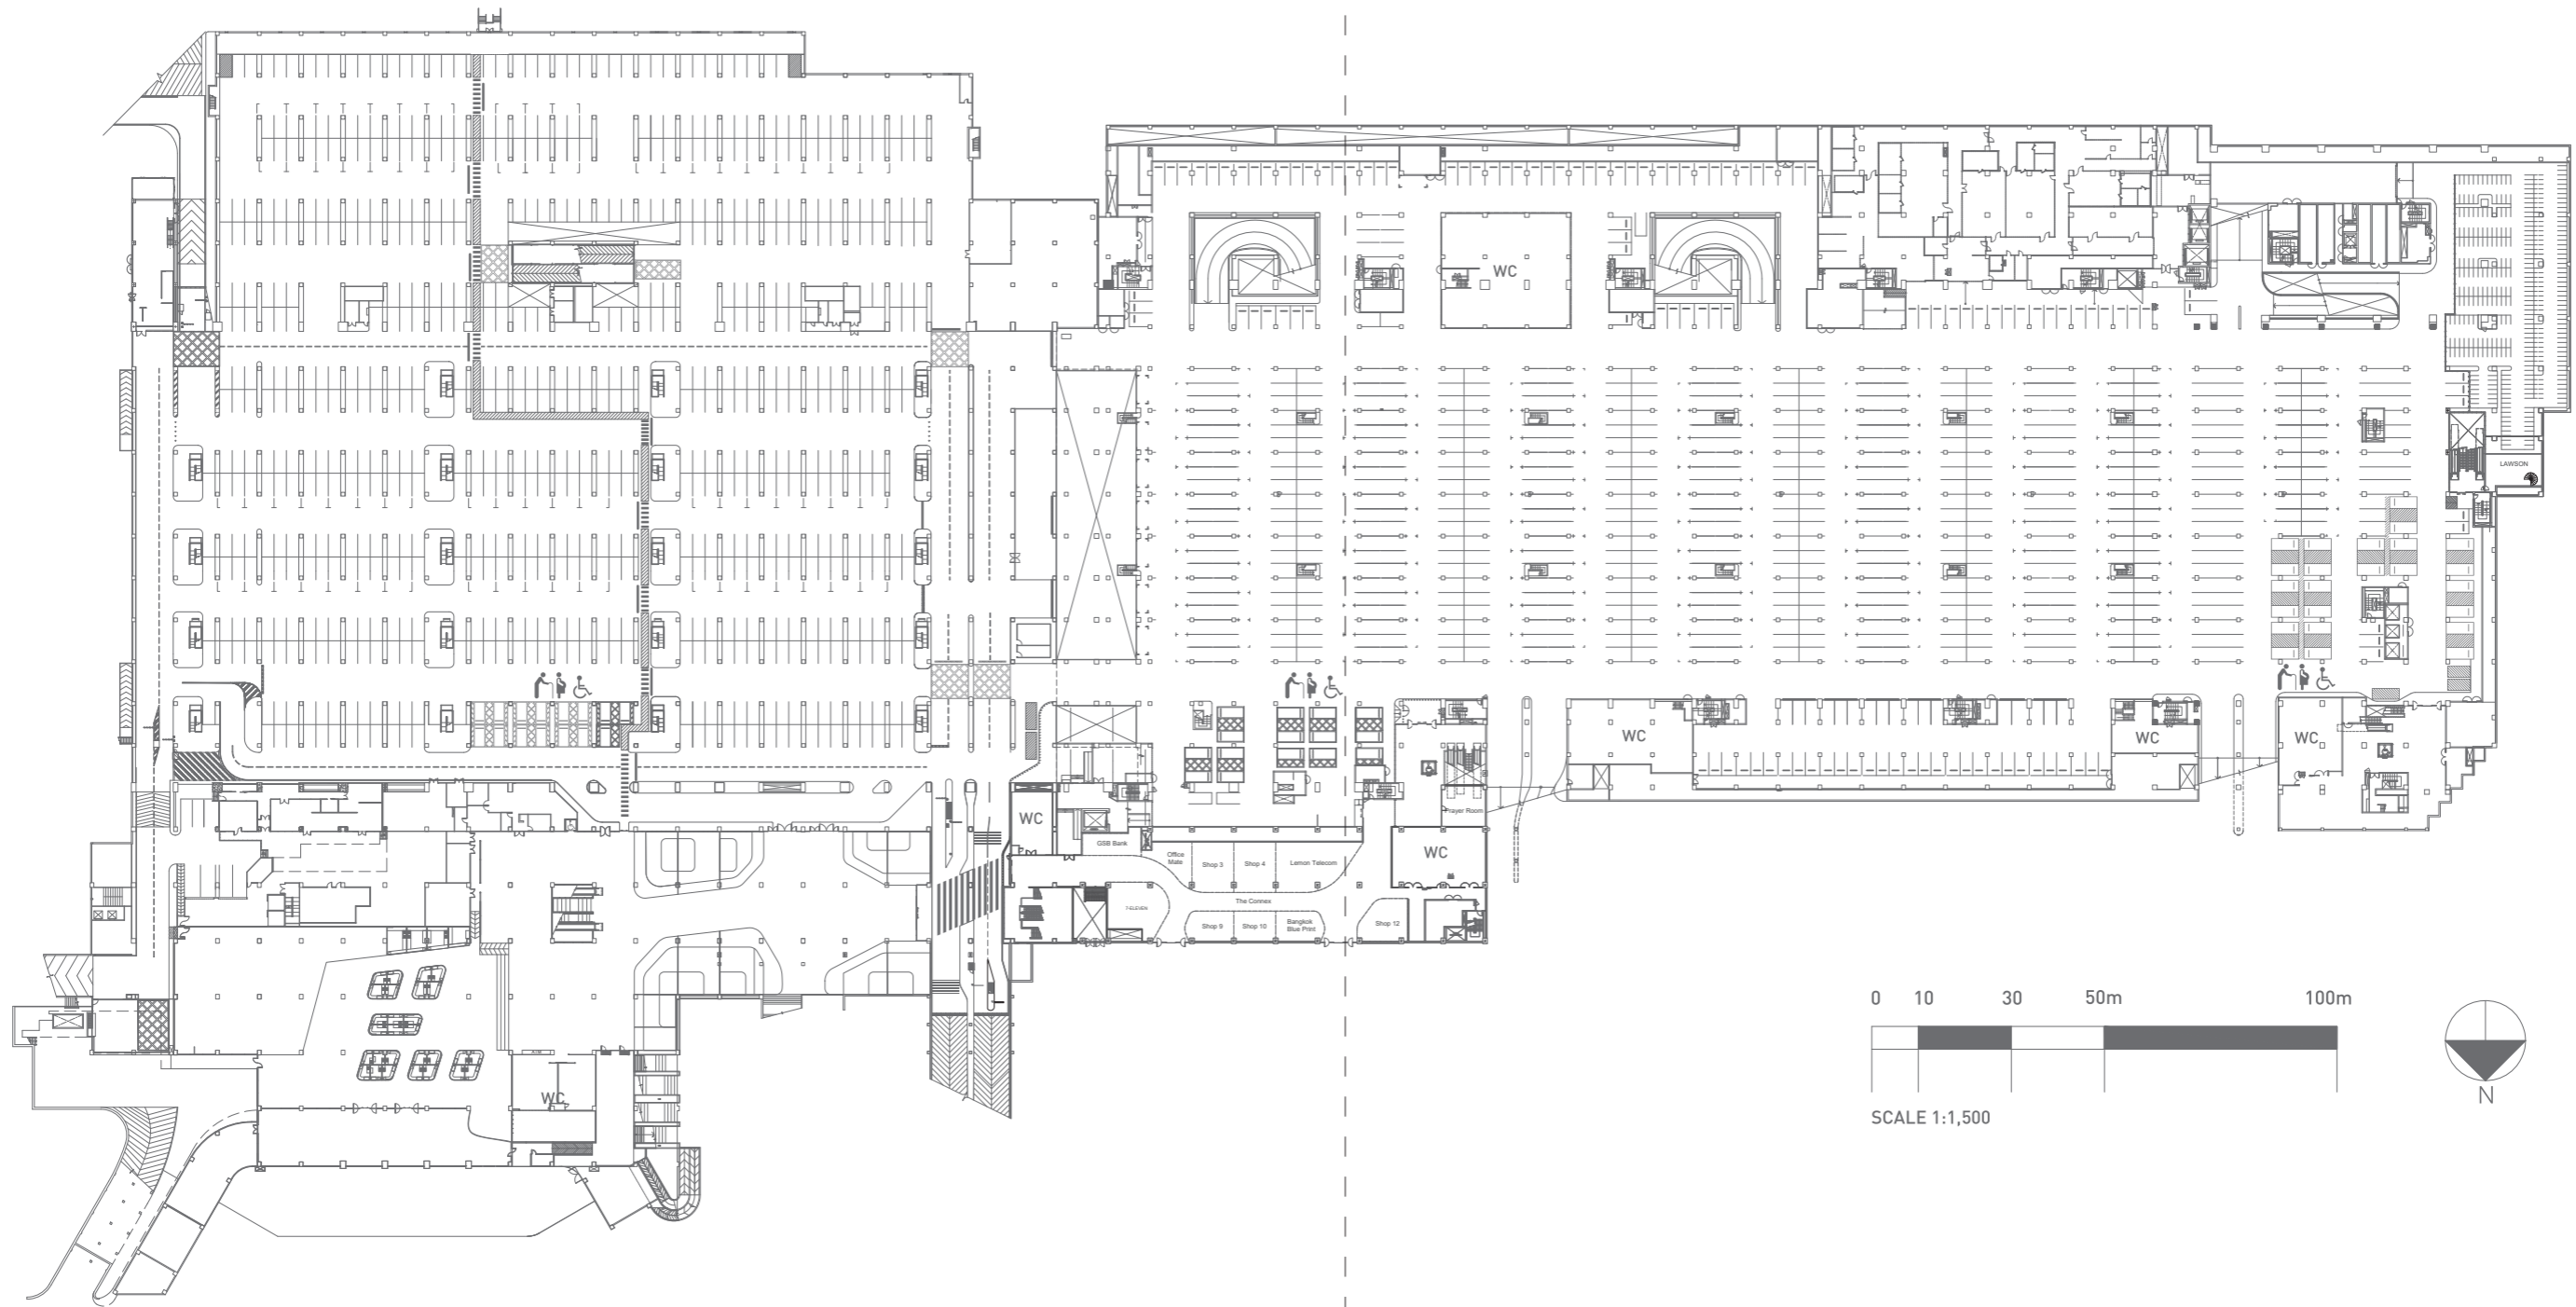 WC
LAWSON
WC
WC
WC
Prayer Room
WC
GSB Bank
WC
Office
Mate
Shop 3
Shop 4
Lemon Telecom
7-ELEVEN
The Connex
Shop 9
Shop 10
Bangkok
Blue Print
Shop 12
WC
0 10 30 50m 100m
SCALE 1:1,500
N